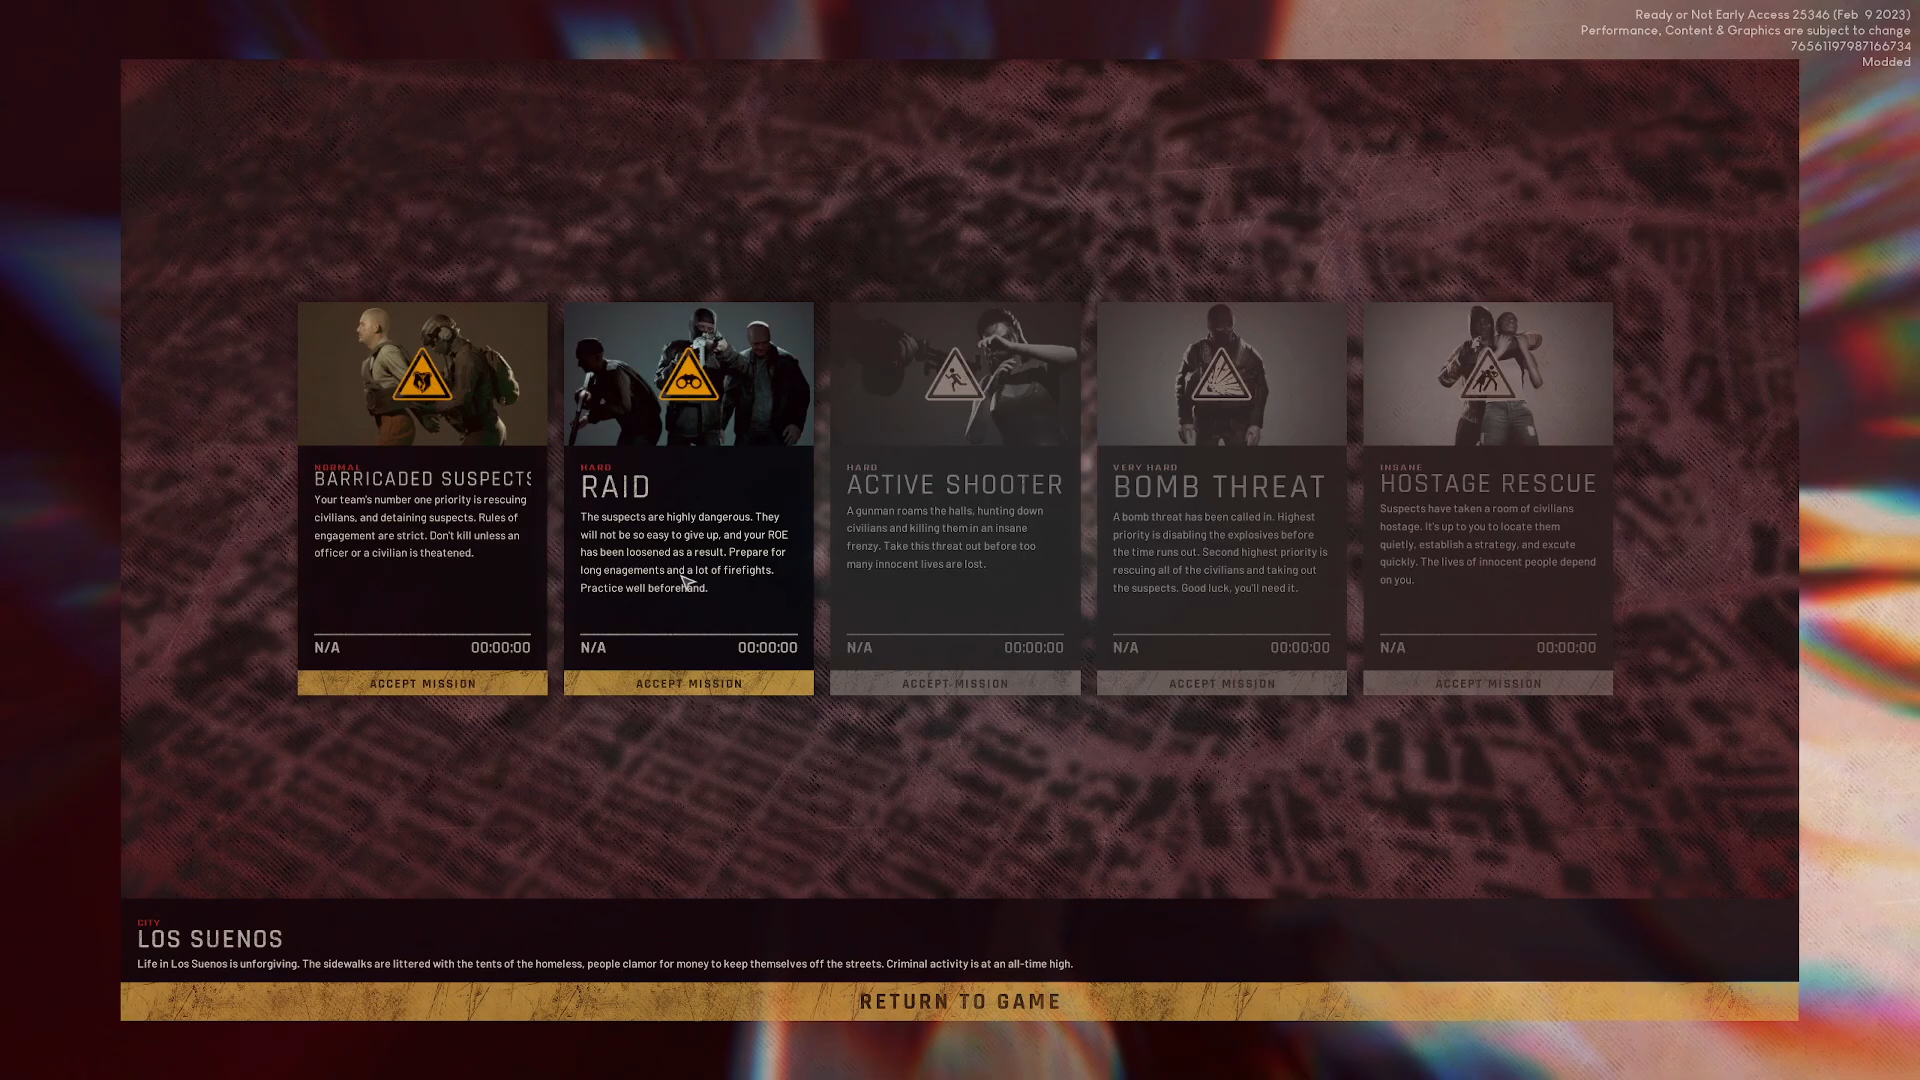 Ready or Not Early Access 25346 (Feb 9 2023)
Performance, Content & Graphics are subject to change
76561197987166734
Modded
NORMAL
BARRICADED SUSPECTS
Your team's number one priority is rescuing
civilians, and detaining suspects. Rules of
engagement are strict. Don't kill unless an
officer or a civilian is theatened.
N/A 00:00:00
ACCEPT MISSION
HARD
RAID
The suspects are highly dangerous. They
will not be so easy to give up, and your ROE
has been loosened as a result. Prepare for
long enagements and a lot of firefights.
Practice well beforehand.
N/A 00:00:00
ACCEPT MISSION
HARD
ACTIVE SHOOTER
A gunman roams the halls, hunting down
civilians and killing them in an insane
frenzy. Take this threat out before too
many innocent lives are lost.
N/A 00:00:00
ACCEPT MISSION
VERY HARD
BOMB THREAT
A bomb threat has been called in. Highest
priority is disabling the explosives before
the time runs out. Second highest priority is
rescuing all of the civilians and taking out
the suspects. Good luck, you'll need it.
N/A 00:00:00
ACCEPT MISSION
INSANE
HOSTAGE RESCUE
Suspects have taken a room of civilians
hostage. It's up to you to locate them
quietly, establish a strategy, and excute
quickly. The lives of innocent people depend
on you.
N/A 00:00:00
ACCEPT MISSION
CITY
LOS SUENOS
Life in Los Suenos is unforgiving. The sidewalks are littered with the tents of the homeless, people clamor for money to keep themselves off the streets. Criminal activity is at an all-time high.
RETURN TO GAME